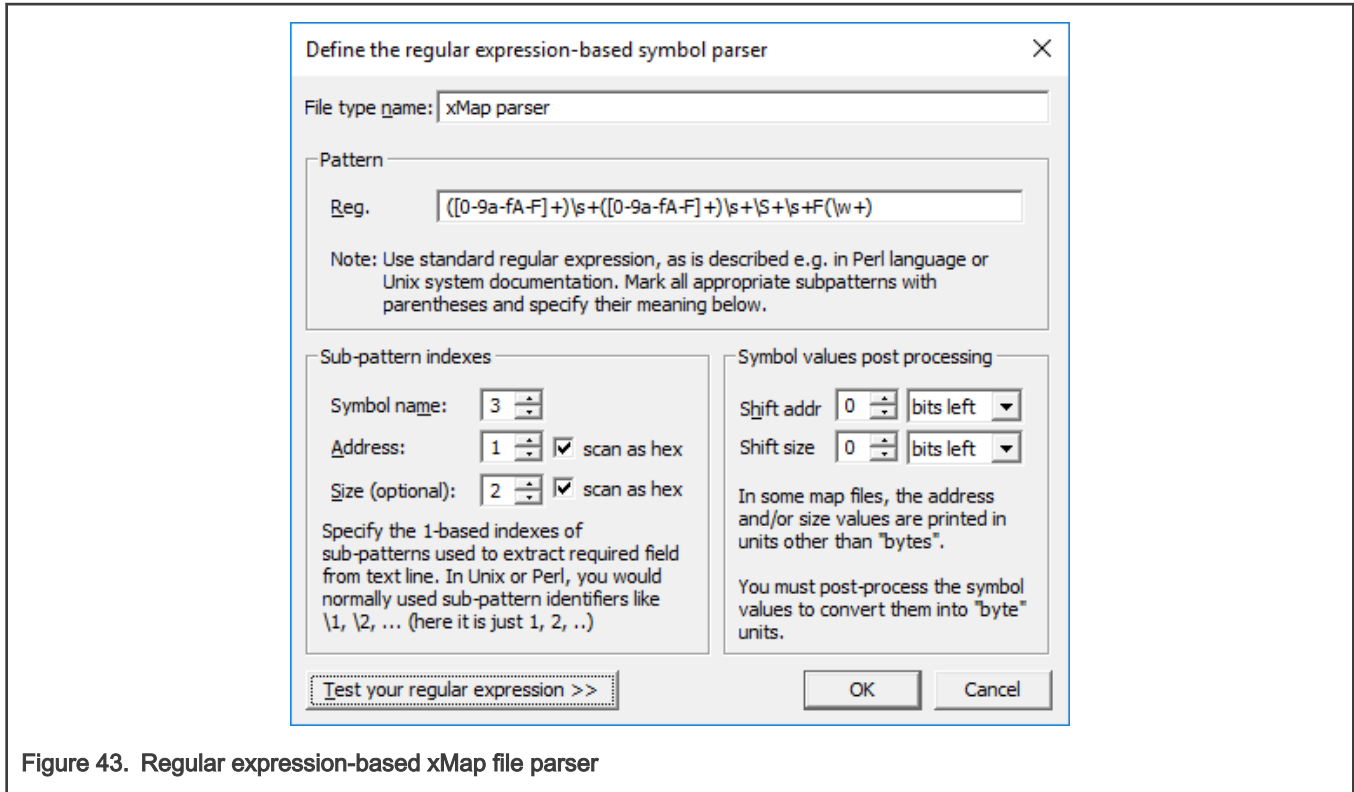 Define the regular expression-based symbol parser
File type name: xMap parser
Pattern
Reg. ([0-9a-fA-F]+)\s+([0-9a-fA-F]+)\s+\S+\s+F(\w+)
Note: Use standard regular expression, as is described e.g. in Perl language or
Unix system documentation. Mark all appropriate subpatterns with
parentheses and specify their meaning below.
Sub-pattern indexes
Symbol name: 3
Address: 1 scan as hex
Size (optional): 2 scan as hex
Specify the 1-based indexes of
sub-patterns used to extract required field
from text line. In Unix or Perl, you would
normally used sub-pattern identifiers like
\1, \2, ... (here it is just 1, 2, ..)
Symbol values post processing
Shift addr 0 bits left
Shift size 0 bits left
In some map files, the address
and/or size values are printed in
units other than "bytes".
You must post-process the symbol
values to convert them into "byte"
units.
Test your regular expression >>
OK
Cancel
Figure 43. Regular expression-based xMap file parser